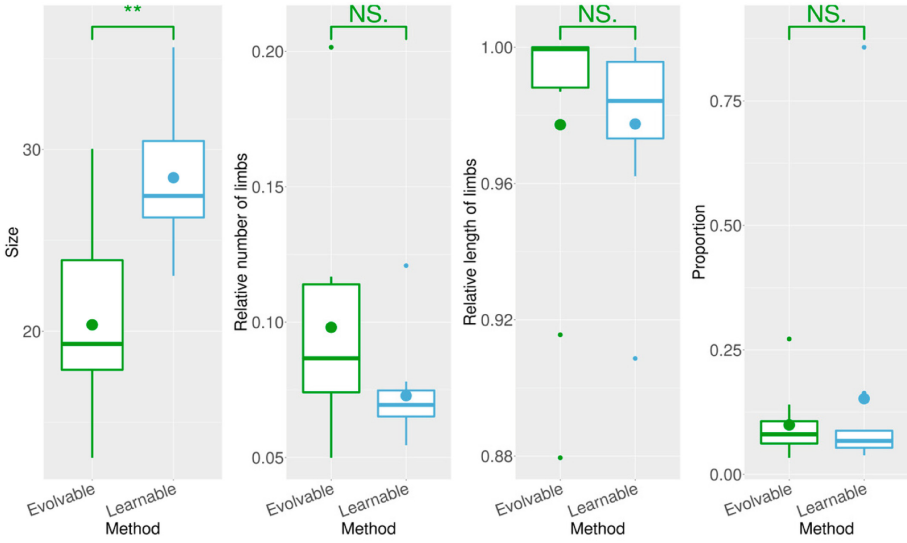 **
Size
30
20
Evolvable
Learnable
Method
NS.
Relative number of limbs
0.20
0.15
0.10
0.05
Evolvable
Learnable
Method
NS.
Relative length of limbs
1.00
0.96
0.92
0.88
Evolvable
Learnable
Method
NS.
Proportion
0.75
0.50
0.25
0.00
Evolvable
Learnable
Method